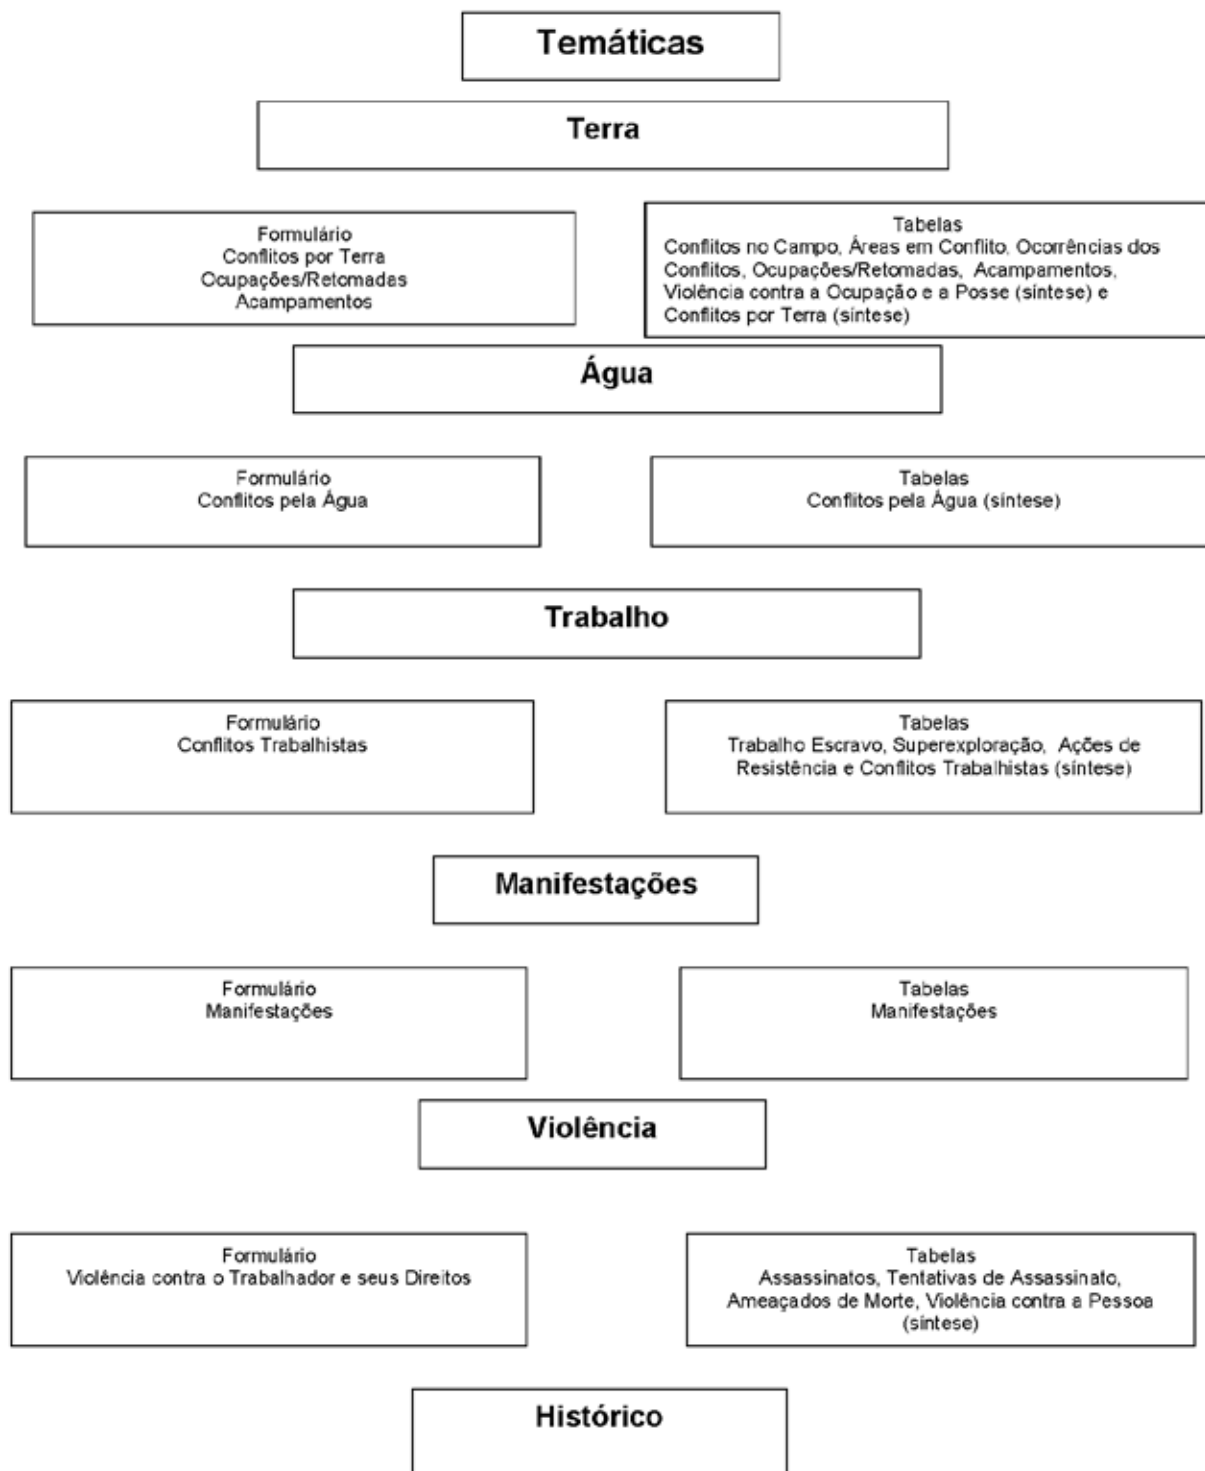 Temáticas
Terra
Formulário
Conflitos por Terra
Ocupações/Retomadas
Acampamentos
Tabelas
Conflitos no Campo, Áreas em Conflito, Ocorrências dos
Conflitos, Ocupações/Retomadas, Acampamentos,
Violência contra a Ocupação e a Posse (síntese) e
Conflitos por Terra (síntese)
Água
Formulário
Conflitos pela Água
Tabelas
Conflitos pela Água (síntese)
Trabalho
Formulário
Conflitos Trabalhistas
Tabelas
Trabalho Escravo, Superexploração, Ações de
Resistência e Conflitos Trabalhistas (síntese)
Manifestações
Formulário
Manifestações
Tabelas
Manifestações
Violência
Formulário
Violência contra o Trabalhador e seus Direitos
Tabelas
Assassinatos, Tentativas de Assassinato,
Ameaçados de Morte, Violência contra a Pessoa
(síntese)
Histórico